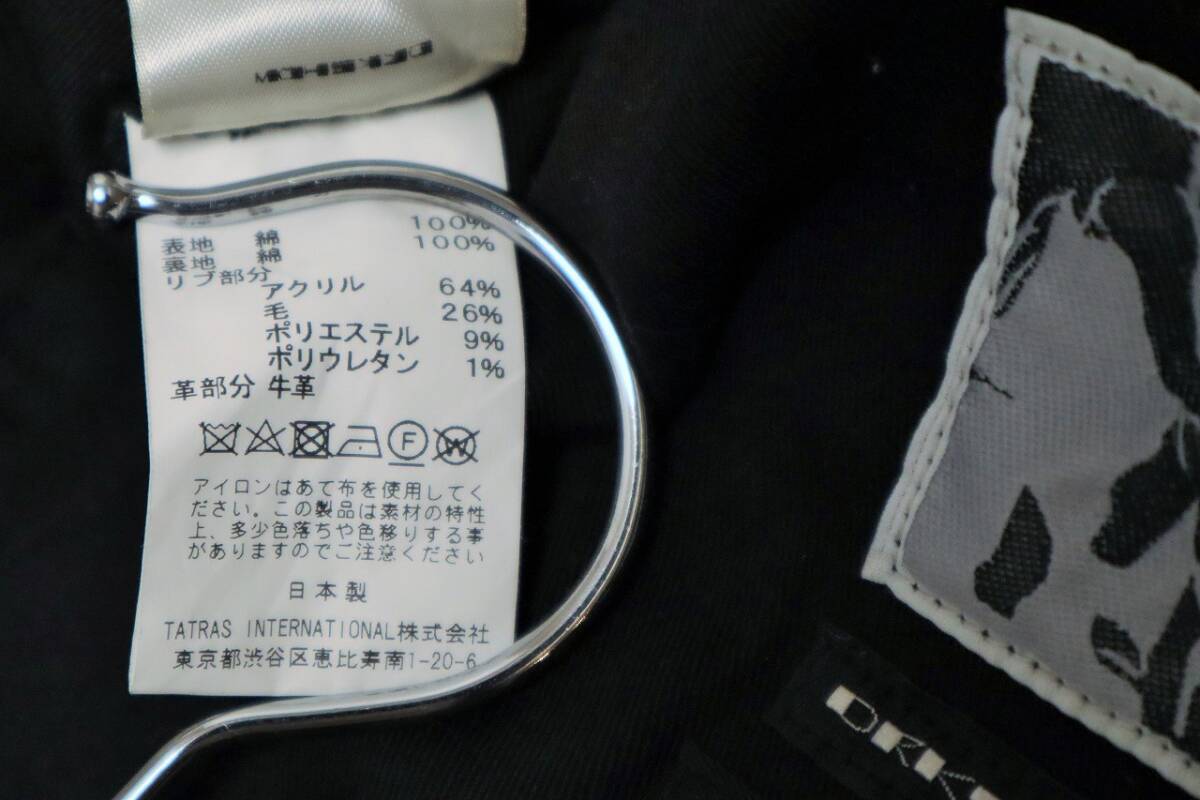 DRKSHDW
表地 綿 100%
裏地 綿 100%
リブ部分
アクリル 64%
毛 26%
ポリエステル 9%
ポリウレタン 1%
革部分 牛革
F W
アイロンはあて布を使用してく
ださい。この製品は素材の特性
上、多少色落ちや色移りする事
がありますのでご注意ください
日本製
TATRAS INTERNATIONAL株式会社
東京都渋谷区恵比寿南1-20-6
DRK